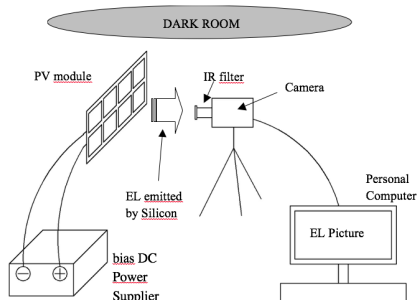 DARK ROOM
PV module
IR filter
Camera
EL emitted
by Silicon
Personal
Computer
EL Picture
bias DC
Power
Supplier
− +